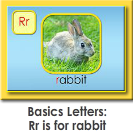 Rr
rabbit
Basics Letters:
Rr is for rabbit